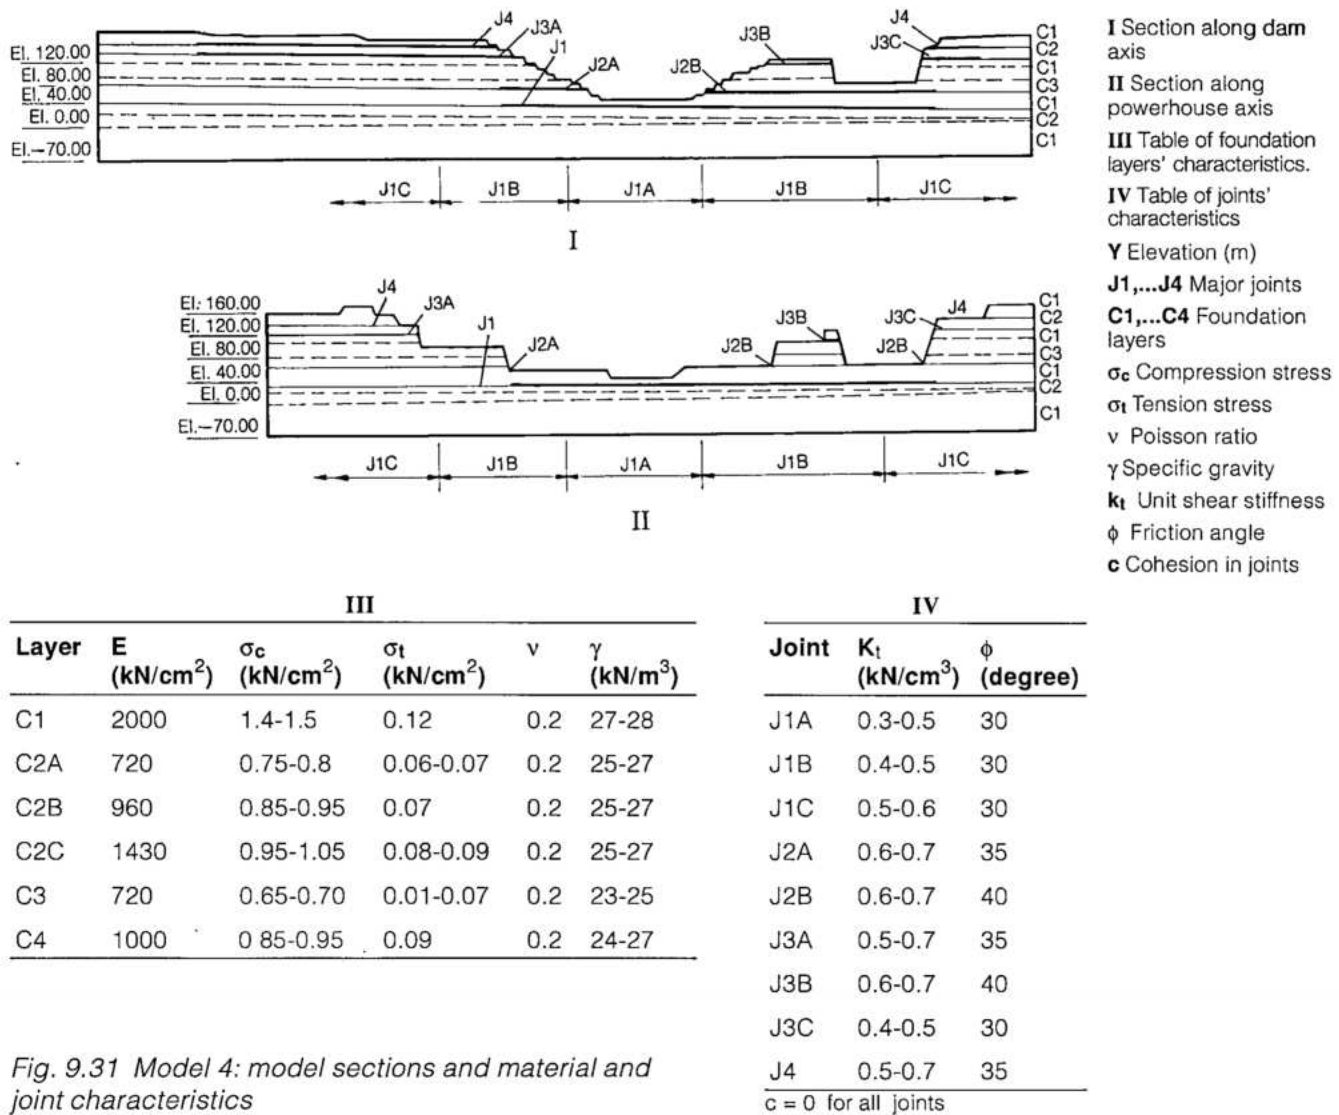 J4
J3A
J1
J2A
J2B
J3B
J4
J3C
El. 120.00
El. 80.00
El. 40.00
El. 0.00
El.–70.00
C1
C2
C1
C3
C1
C2
C1
J1C J1B J1A J1B J1C
I
El. 160.00
El. 120.00
El. 80.00
El. 40.00
El. 0.00
El.–70.00
J4
J3A
J1
J2A
J3B
J2B
J3C
J4
J2B
C1
C2
C1
C3
C1
C2
C1
J1C J1B J1A J1B J1C
II
I Section along dam
axis
II Section along
powerhouse axis
III Table of foundation
layers' characteristics.
IV Table of joints'
characteristics
Y Elevation (m)
J1,...J4 Major joints
C1,...C4 Foundation
layers
σc Compression stress
σt Tension stress
ν Poisson ratio
γ Specific gravity
kt Unit shear stiffness
ϕ Friction angle
c Cohesion in joints
III
Layer E σc σt ν γ
(kN/cm²) (kN/cm²) (kN/cm²) (kN/m³)
C1 2000 1.4-1.5 0.12 0.2 27-28
C2A 720 0.75-0.8 0.06-0.07 0.2 25-27
C2B 960 0.85-0.95 0.07 0.2 25-27
C2C 1430 0.95-1.05 0.08-0.09 0.2 25-27
C3 720 0.65-0.70 0.01-0.07 0.2 23-25
C4 1000 0 85-0.95 0.09 0.2 24-27
IV
Joint Kt ϕ
(kN/cm³) (degree)
J1A 0.3-0.5 30
J1B 0.4-0.5 30
J1C 0.5-0.6 30
J2A 0.6-0.7 35
J2B 0.6-0.7 40
J3A 0.5-0.7 35
J3B 0.6-0.7 40
J3C 0.4-0.5 30
J4 0.5-0.7 35
c = 0 for all joints
Fig. 9.31 Model 4: model sections and material and
joint characteristics